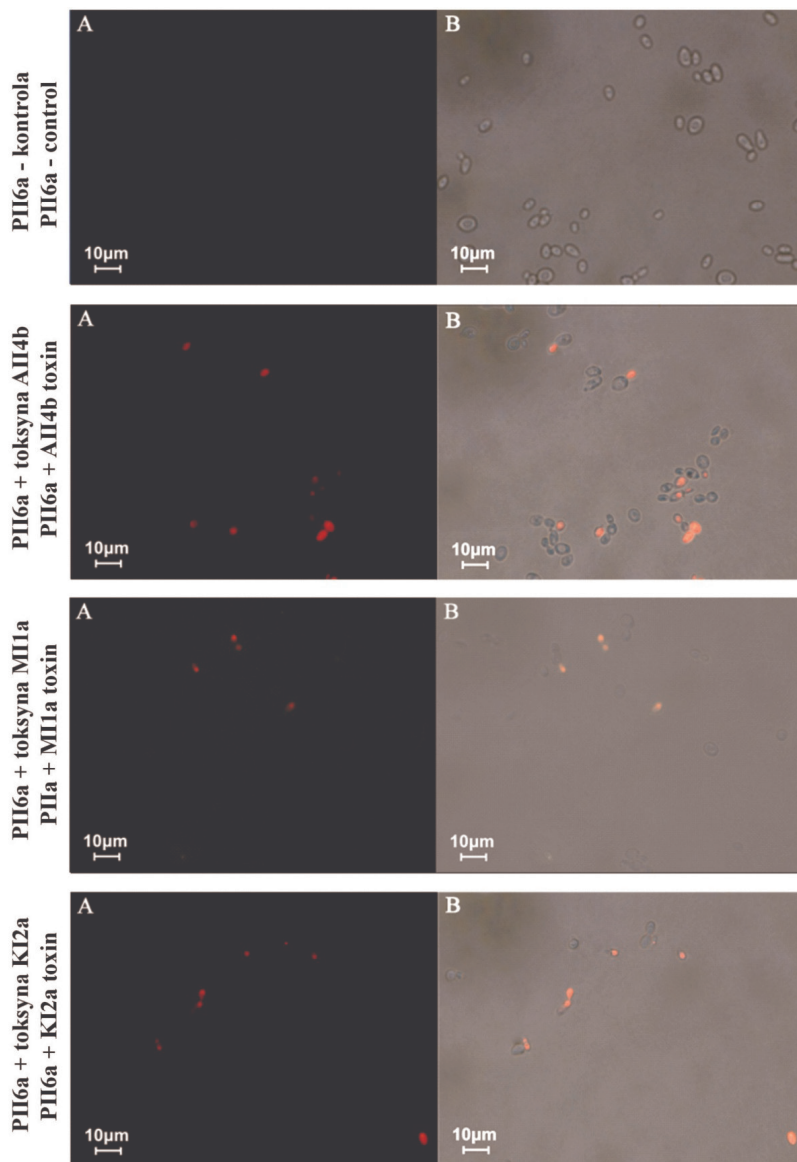 PII6a - kontrola
PII6a - control
A
10µm
B
10µm
PII6a + toksyna AII4b
PII6a + AII4b toxin
A
10µm
B
10µm
PII6a + toksyna MI1a
PIIa + MI1a toxin
A
10µm
B
10µm
PII6a + toksyna KI2a
PII6a + KI2a toxin
A
10µm
B
10µm